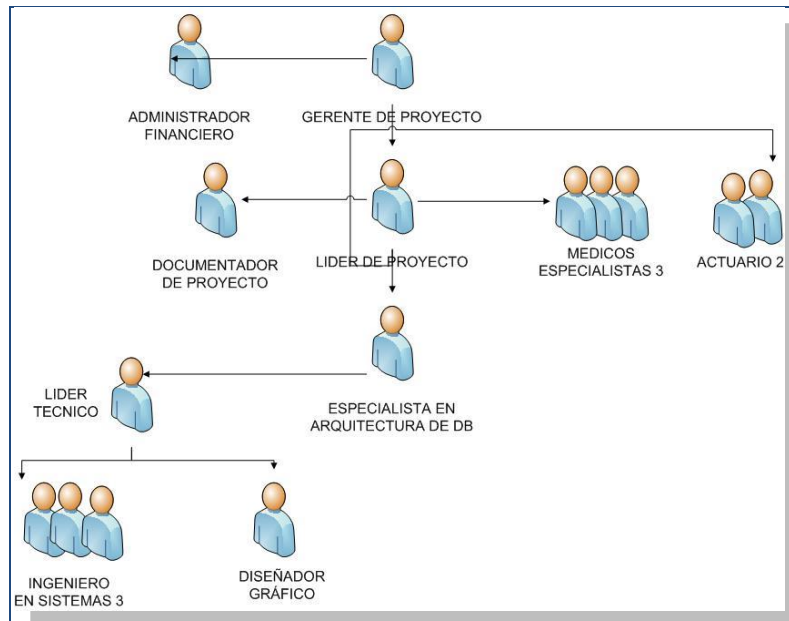 ADMINISTRADOR
FINANCIERO
GERENTE DE PROYECTO
DOCUMENTADOR
DE PROYECTO
LIDER DE PROYECTO
MEDICOS
ESPECIALISTAS 3
ACTUARIO 2
LIDER
TECNICO
ESPECIALISTA EN
ARQUITECTURA DE DB
INGENIERO
EN SISTEMAS 3
DISEÑADOR
GRÁFICO